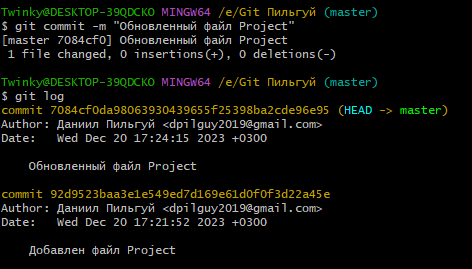 Twinky@DESKTOP-39QDCKO MINGW64 /e/Git Пильгуй (master)
$ git commit -m "Обновленный файл Project"
[master 7084cf0] Обновленный файл Project
1 file changed, 0 insertions(+), 0 deletions(-)
Twinky@DESKTOP-39QDCKO MINGW64 /e/Git Пильгуй (master)
$ git log
commit 7084cf0da98063930439655f25398ba2cde96e95 (HEAD -> master)
Author: Даниил Пильгуй <dpilguy2019@gmail.com>
Date:   Wed Dec 20 17:24:15 2023 +0300
Обновленный файл Project
commit 92d9523baa3e1e549ed7d169e61d0f0f3d22a45e
Author: Даниил Пильгуй <dpilguy2019@gmail.com>
Date:   Wed Dec 20 17:21:52 2023 +0300
Добавлен файл Project